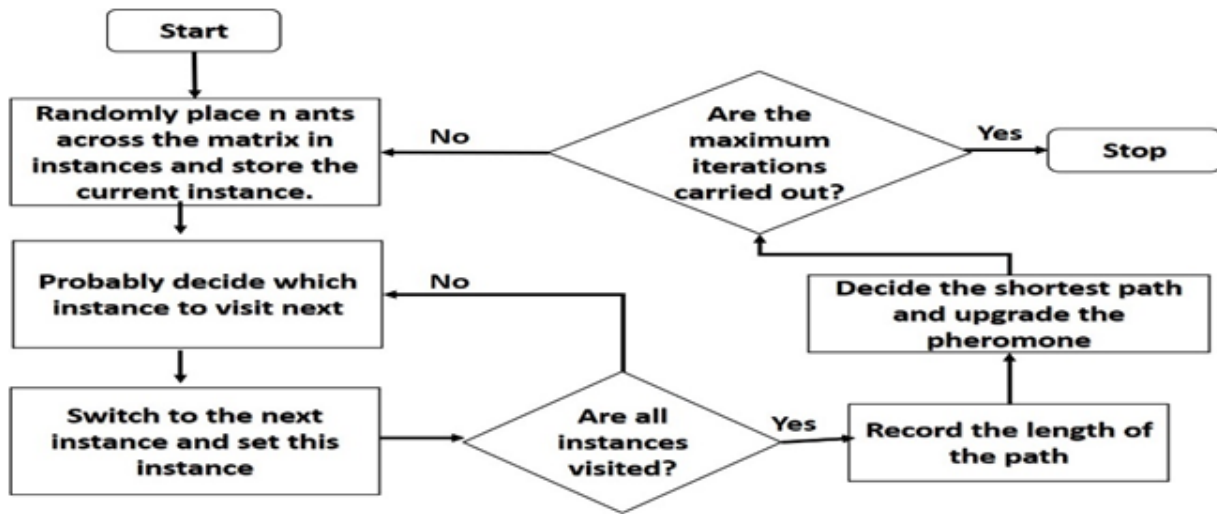 Start
Randomly place n ants
across the matrix in
instances and store the
current instance.
Probably decide which
instance to visit next
Switch to the next
instance and set this
instance
No
Are all
instances
visited?
Yes
Record the length of
the path
Decide the shortest path
and upgrade the
pheromone
Are the
maximum
iterations
carried out?
No
Yes
Stop